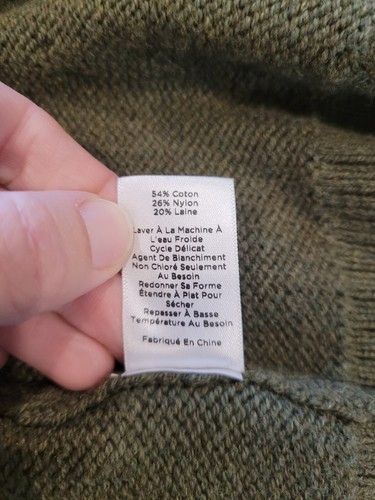 54% Coton
26% Nylon
20% Laine
Laver À La Machine À
L'eau Froide
Cycle Délicat
Agent De Blanchiment
Non Chloré Seulement
Au Besoin
Redonner Sa Forme
Étendre À Plat Pour
Sécher
Repasser À Basse
Température Au Besoin
Fabriqué En Chine